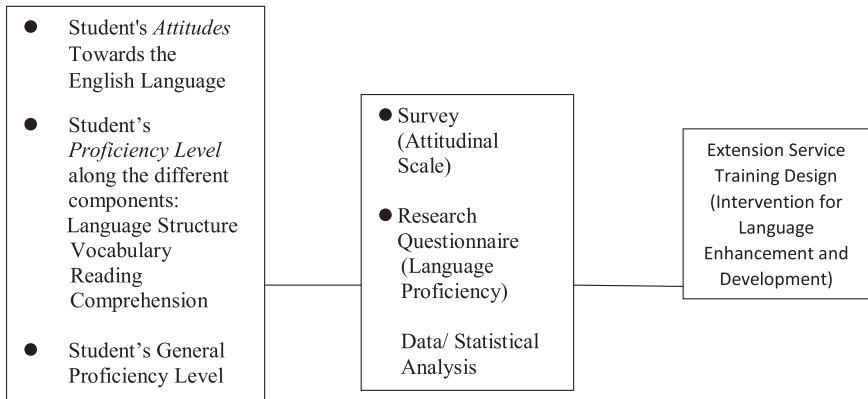 ● Student's Attitudes
Towards the
English Language
● Student’s
Proficiency Level
along the different
components:
Language Structure
Vocabulary
Reading
Comprehension
● Student’s General
Proficiency Level
● Survey
(Attitudinal
Scale)
● Research
Questionnaire
(Language
Proficiency)
Data/ Statistical
Analysis
Extension Service
Training Design
(Intervention for
Language
Enhancement and
Development)